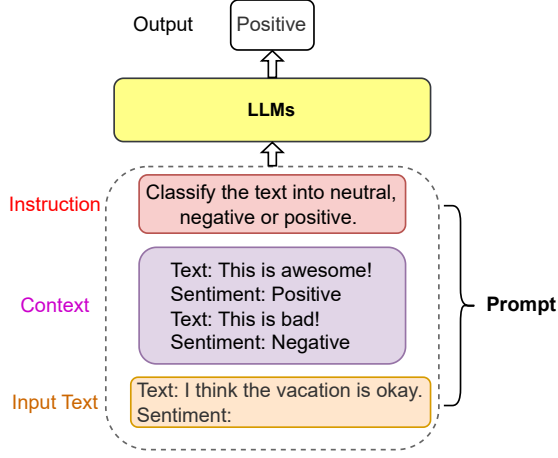 Output
Positive
LLMs
Instruction
Classify the text into neutral,
negative or positive.
Context
Text: This is awesome!
Sentiment: Positive
Text: This is bad!
Sentiment: Negative
Prompt
Input Text
Text: I think the vacation is okay.
Sentiment: